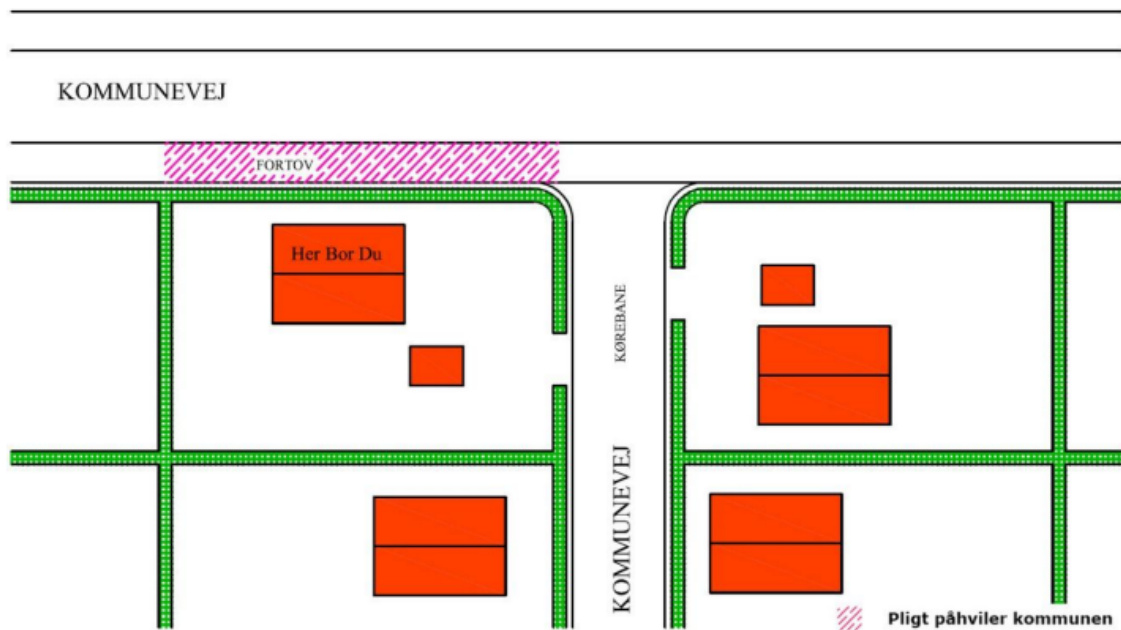 KOMMUNEVEJ
FORTOV
Her Bor Du
KØREBANE
KOMMUNEVEJ
Pligt påhviler kommunen